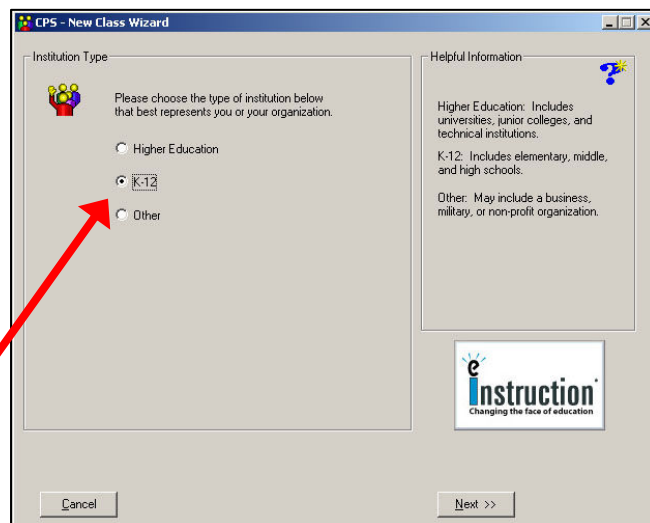 CPS - New Class Wizard
Institution Type
Please choose the type of institution below
that best represents you or your organization.
Higher Education
K-12
Other
Helpful Information
Higher Education: Includes
universities, junior colleges, and
technical institutions.
K-12: Includes elementary, middle,
and high schools.
Other: May include a business,
military, or non-profit organization.
e
Instruction
Changing the face of education
Cancel
Next >>